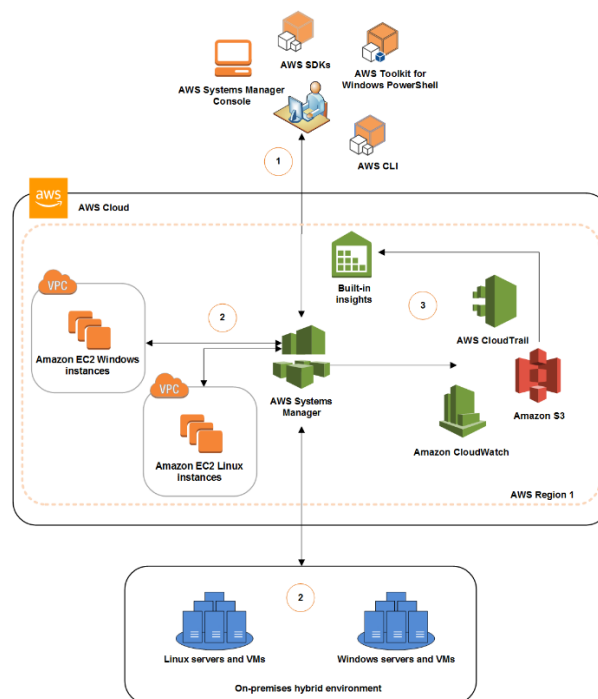 AWS SDKs
AWS Toolkit for
Windows PowerShell
AWS Systems Manager
Console
AWS CLI
1
aws
AWS Cloud
Built-in
insights
VPC
2
3
Amazon EC2 Windows
instances
AWS CloudTrail
VPC
AWS Systems
Manager
Amazon S3
Amazon CloudWatch
Amazon EC2 Linux
instances
AWS Region 1
2
Linux servers and VMs
Windows servers and VMs
On-premises hybrid environment